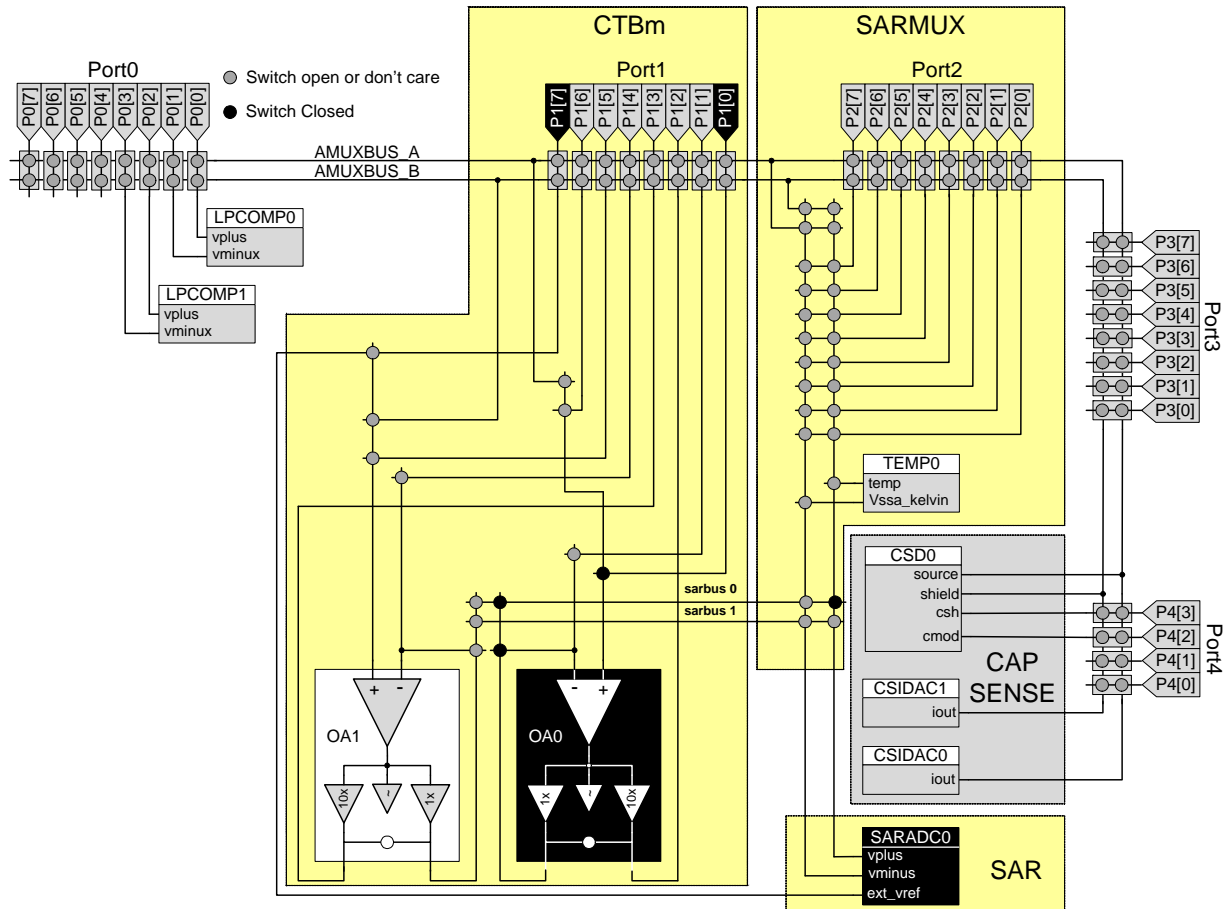 CTBm
SARMUX
Port0
Switch open or don't care
Switch Closed
Port1
Port2
P0[7]
P0[6]
P0[5]
P0[4]
P0[3]
P0[2]
P0[1]
P0[0]
P1[7]
P1[6]
P1[5]
P1[4]
P1[3]
P1[2]
P1[1]
P1[0]
P2[7]
P2[6]
P2[5]
P2[4]
P2[3]
P2[2]
P2[1]
P2[0]
AMUXBUS_A
AMUXBUS_B
LPCOMP0
vplus
vminux
LPCOMP1
vplus
vminux
P3[7]
P3[6]
P3[5]
P3[4]
P3[3]
P3[2]
P3[1]
P3[0]
Port3
TEMP0
temp
Vssa_kelvin
sarbus 0
sarbus 1
CSD0
source
shield
csh
cmod
CAP
SENSE
CSIDAC1
iout
CSIDAC0
iout
P4[3]
P4[2]
P4[1]
P4[0]
Port4
+
-
OA1
10x
~
1x
-
+
OA0
1x
~
10x
SARADC0
vplus
vminus
ext_vref
SAR